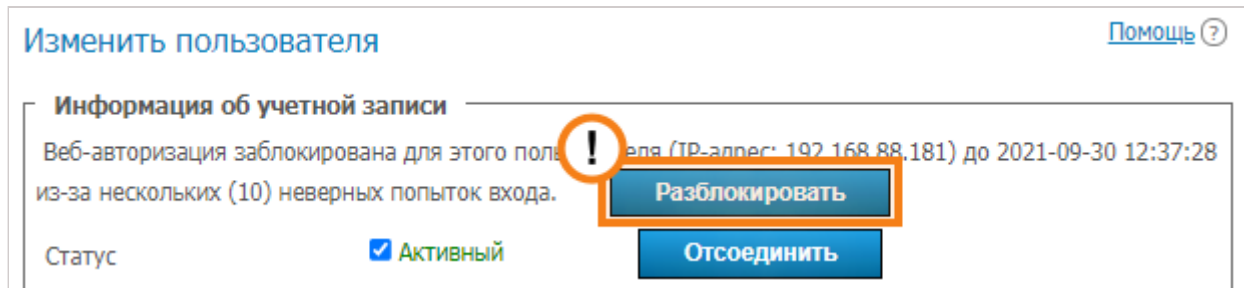 Изменить пользователя
Помощь ?
Информация об учетной записи
Веб-авторизация заблокирована для этого поль ! еля (IP-адрес: 192.168.88.181) до 2021-09-30 12:37:28
из-за нескольких (10) неверных попыток входа. Разблокировать
Статус Активный Отсоединить